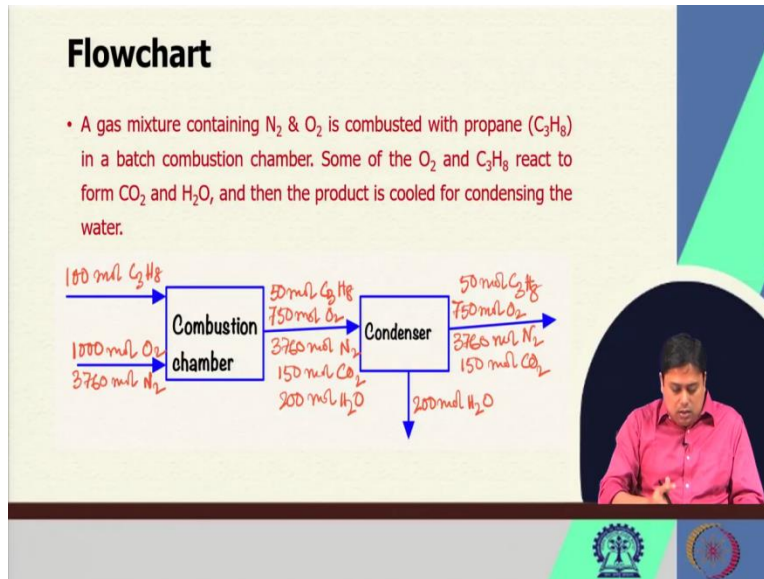 Flowchart
• A gas mixture containing N₂ & O₂ is combusted with propane (C₃H₈)
in a batch combustion chamber. Some of the O₂ and C₃H₈ react to
form CO₂ and H₂O, and then the product is cooled for condensing the
water.
100 mol C₃H₈
1000 mol O₂
3760 mol N₂
Combustion
chamber
50 mol C₃H₈
750 mol O₂
3760 mol N₂
150 mol CO₂
200 mol H₂O
Condenser
50 mol C₃H₈
750 mol O₂
3760 mol N₂
150 mol CO₂
200 mol H₂O